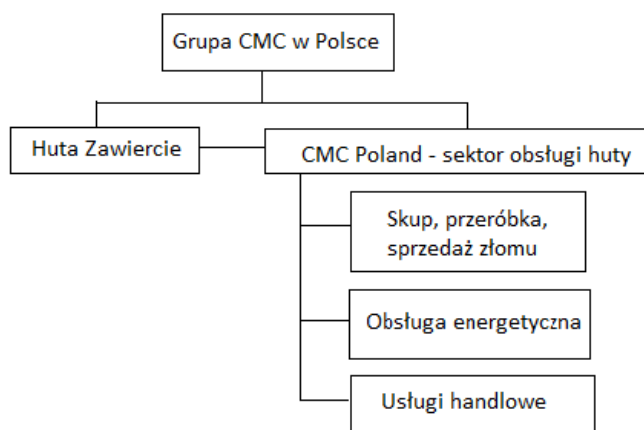 Grupa CMC w Polsce
Huta Zawiercie
CMC Poland - sektor obsługi huty
Skup, przeróbka,
sprzedaż złomu
Obsługa energetyczna
Usługi handlowe